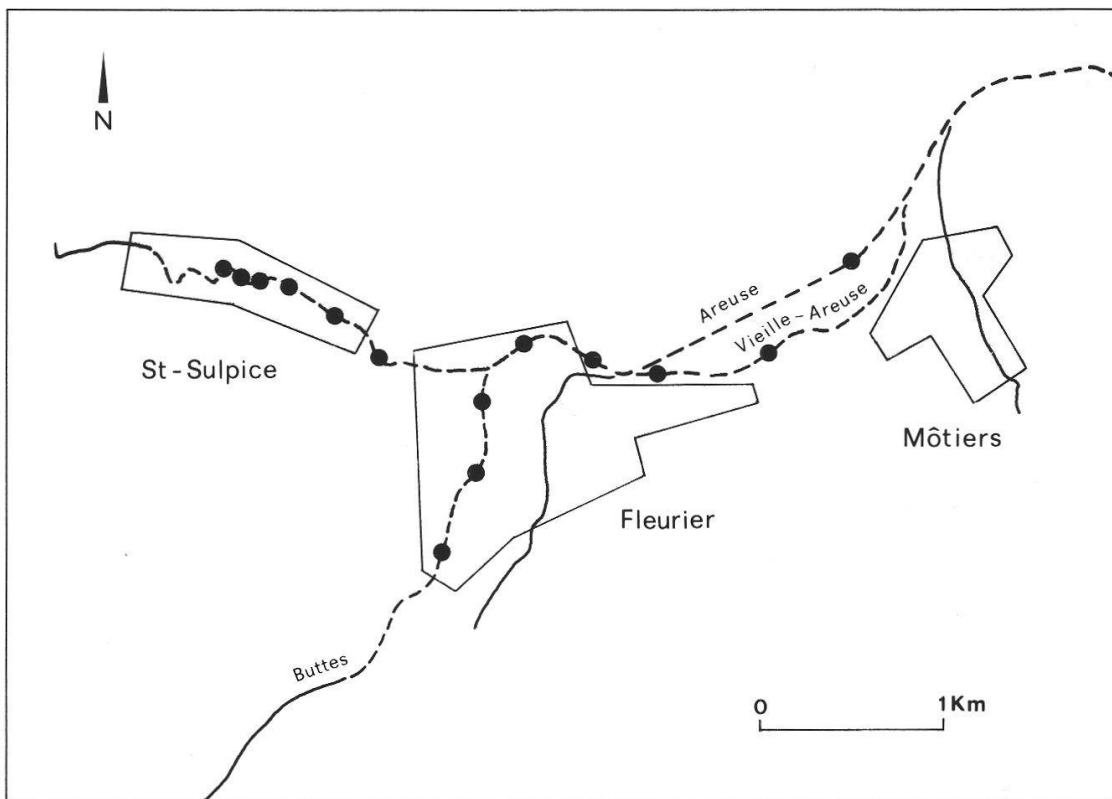 N
Areuse
Vieille-Areuse
St-Sulpice
Môtiers
Fleurier
Buttes
0 1Km